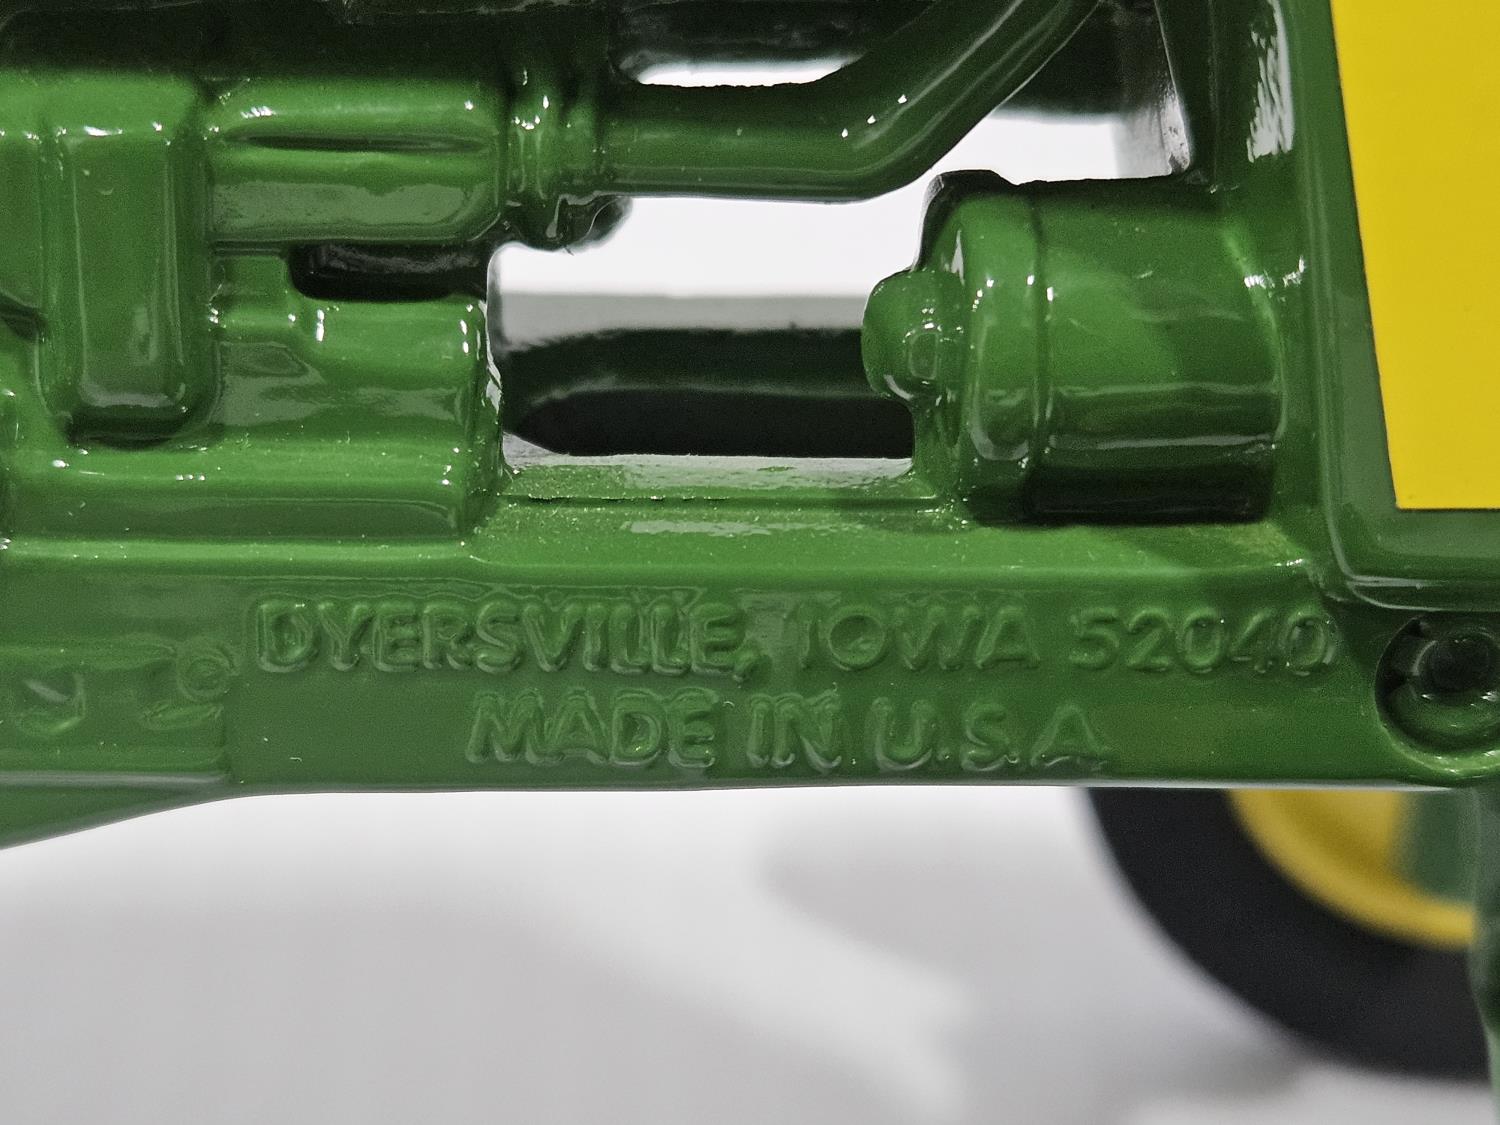 DYERSVILLE, IOWA 52040
MADE IN U.S.A.